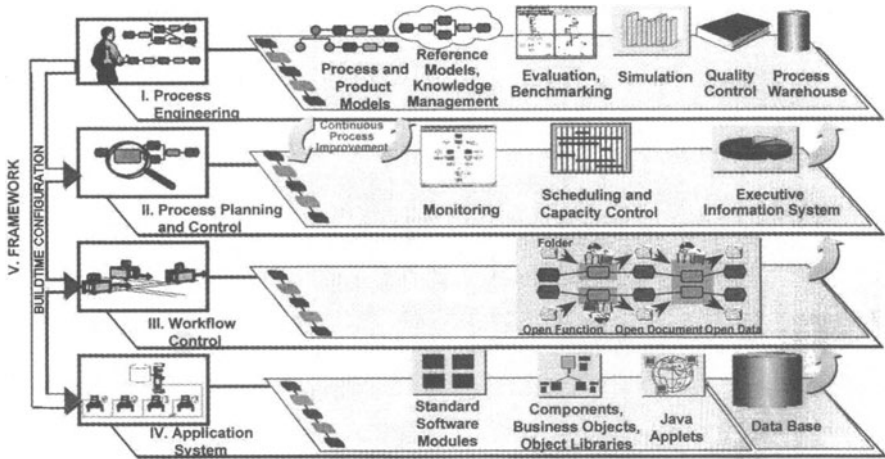 V. FRAMEWORK
BUILDTIME CONFIGURATION
I. Process
Engineering
Process and
Product
Models
Reference
Models,
Knowledge
Management
Evaluation,
Benchmarking
Simulation
Quality
Control
Process
Warehouse
II. Process Planning
and Control
Continuous
Process
Improvement
Monitoring
Scheduling and
Capacity Control
Executive
Information System
III. Workflow
Control
Folder
Open Function
Open Document
Open Data
IV. Application
System
Standard
Software
Modules
Components,
Business Objects,
Object Libraries
Java
Applets
Data Base